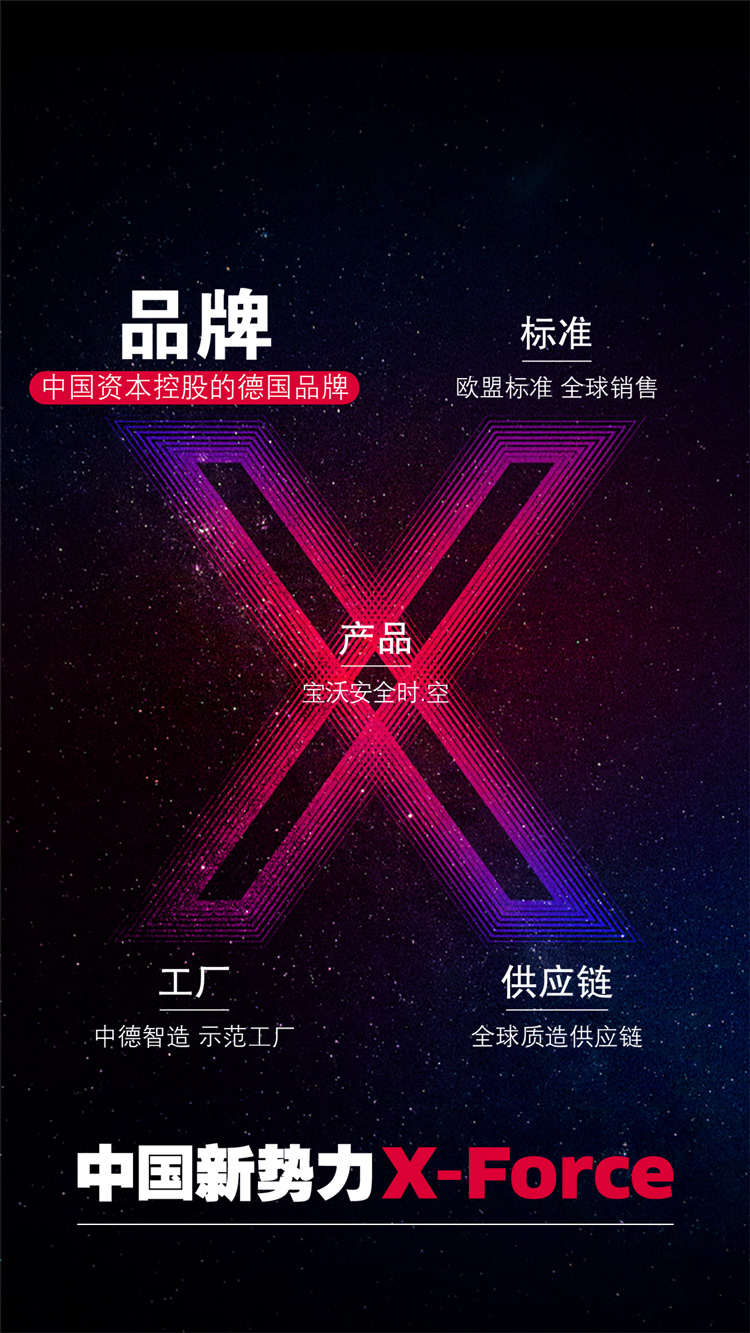 品牌
中国资本控股的德国品牌
标准
欧盟标准 全球销售
产品
宝沃安全时.空
工厂
中德智造 示范工厂
供应链
全球质造供应链
中国新势力X-Force